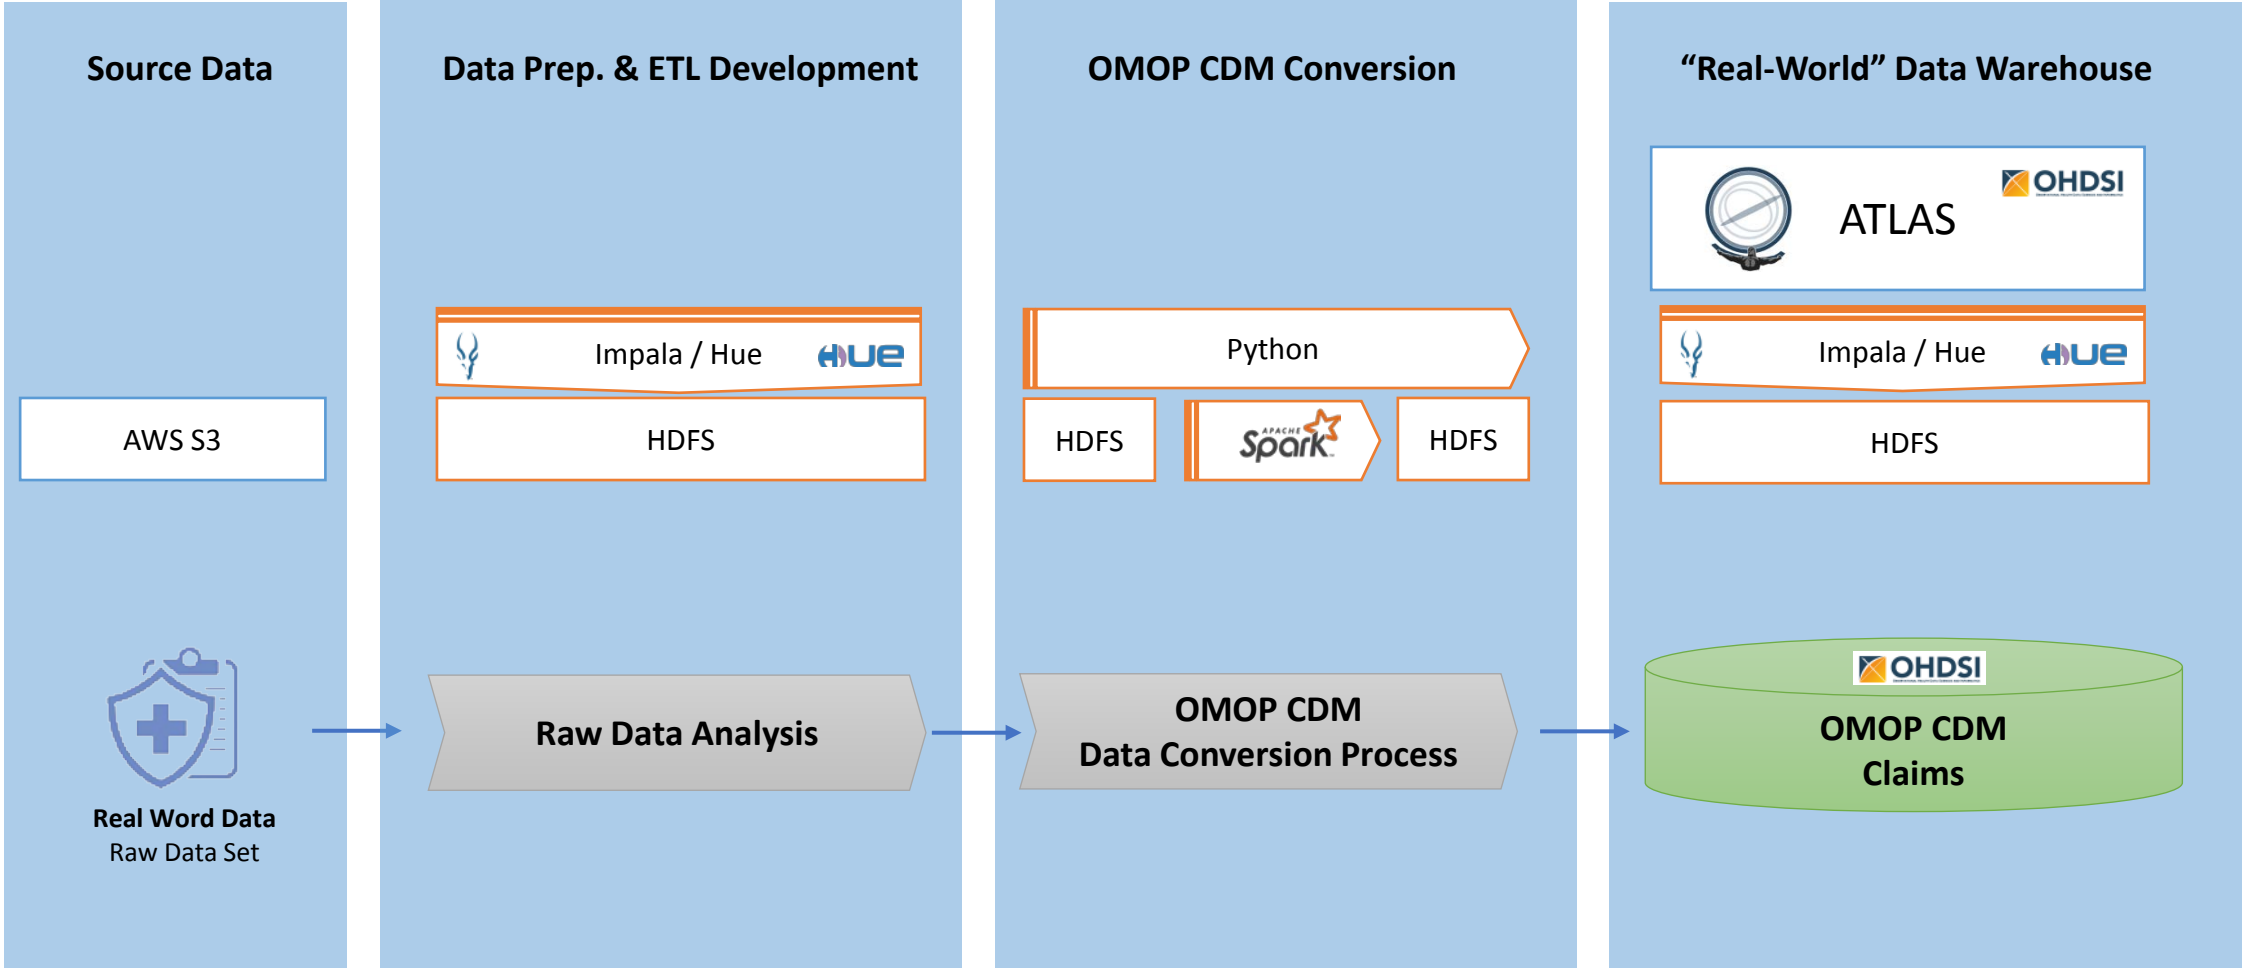 Source Data
AWS S3
Real Word Data
Raw Data Set
Data Prep. & ETL Development
Impala / Hue
HUE
HDFS
Raw Data Analysis
OMOP CDM Conversion
Python
HDFS
APACHE
Spark
HDFS
OMOP CDM
Data Conversion Process
“Real-World” Data Warehouse
ATLAS
OHDSI
Impala / Hue
HUE
HDFS
OHDSI
OMOP CDM
Claims